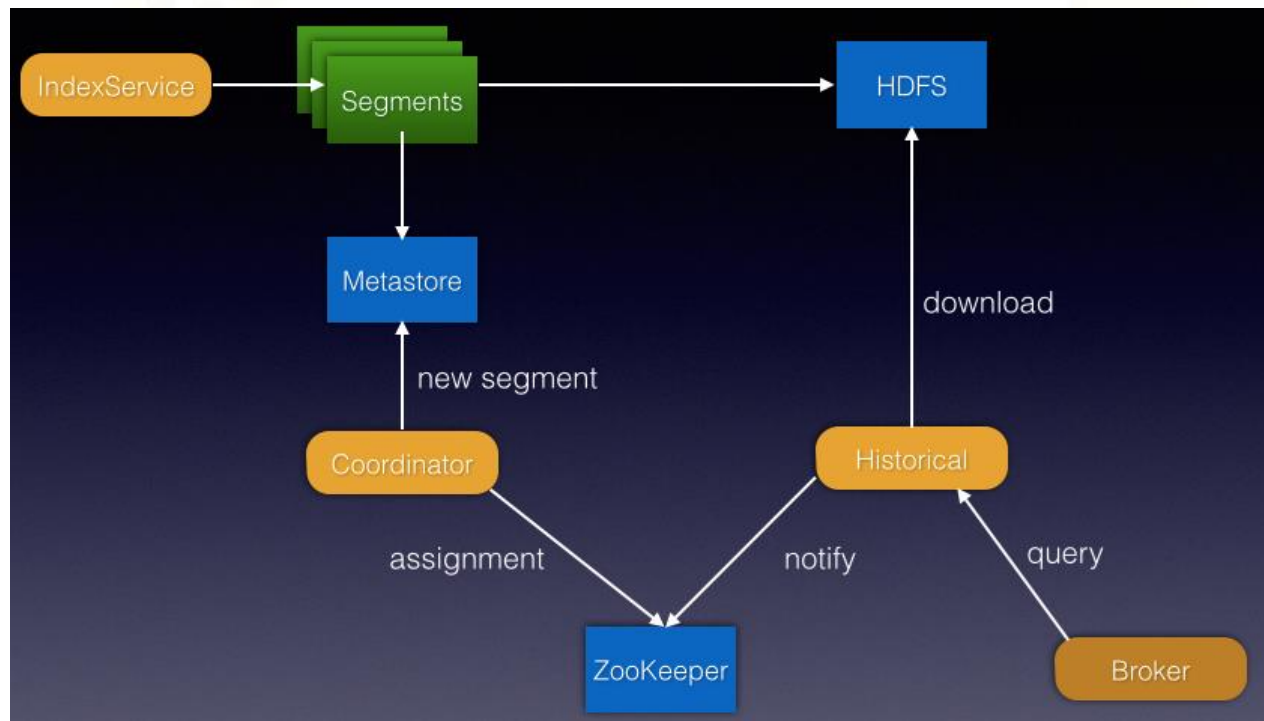 IndexService
Segments
HDFS
Metastore
download
new segment
Coordinator
Historical
assignment
notify
query
ZooKeeper
Broker